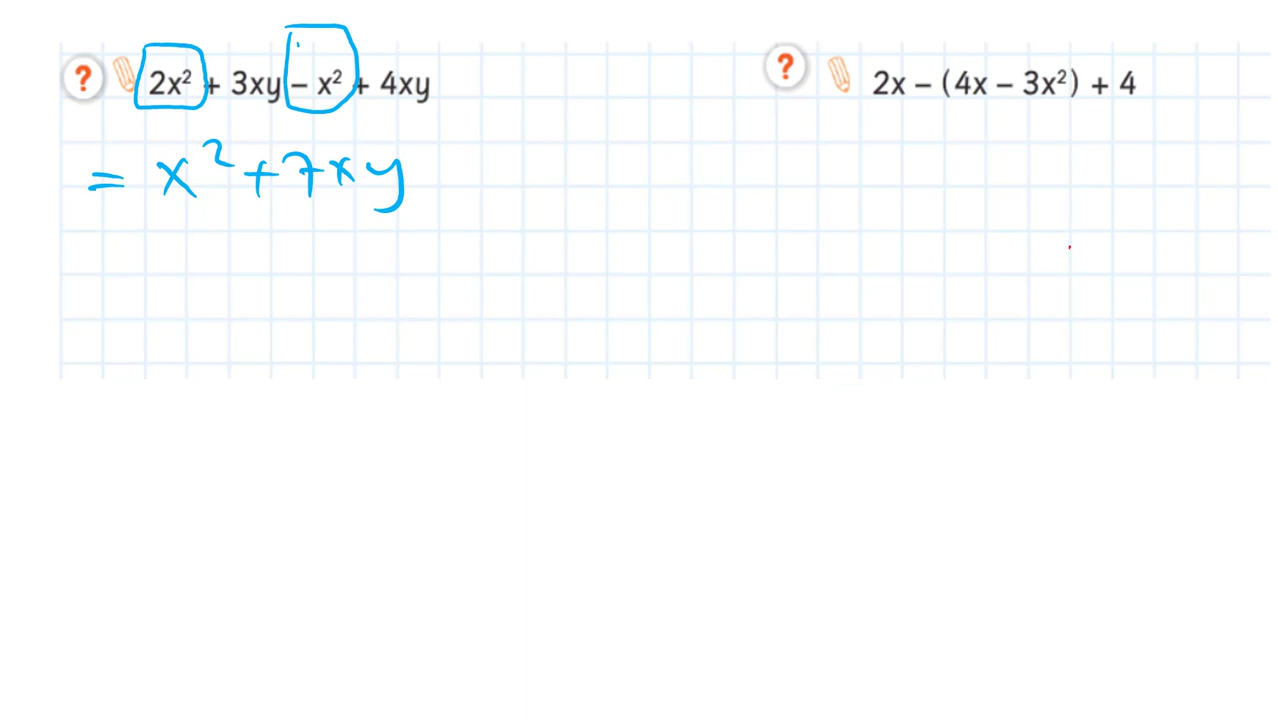 ? 2x² + 3xy – x² + 4xy
= x² + 7xy
? 2x – (4x – 3x²) + 4